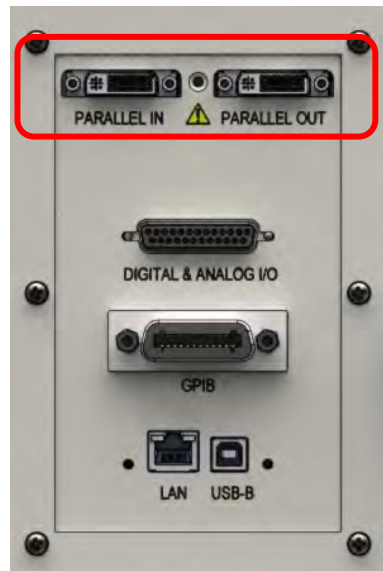 PARALLEL IN PARALLEL OUT
DIGITAL & ANALOG I/O
GPIB
LAN USB-B